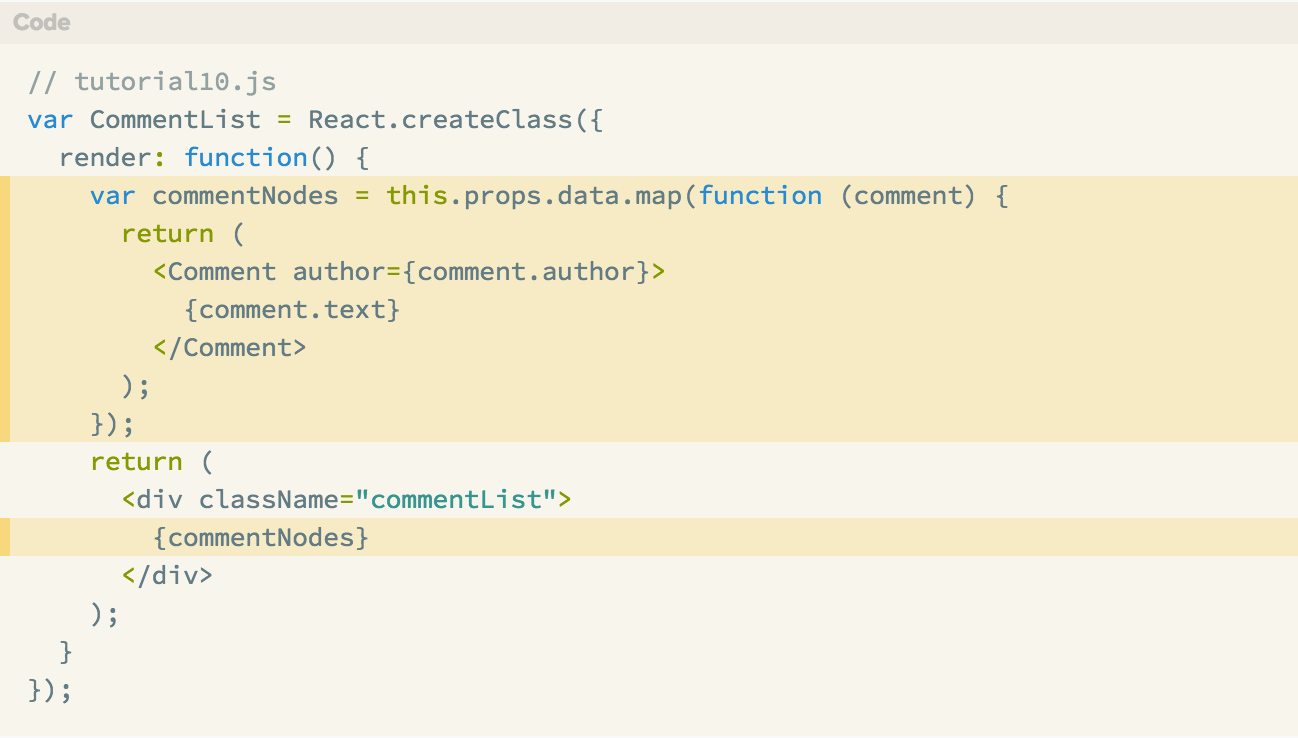 Code
// tutorial10.js
var CommentList = React.createClass({
  render: function() {
    var commentNodes = this.props.data.map(function (comment) {
      return (
        <Comment author={comment.author}>
          {comment.text}
        </Comment>
      );
    });
    return (
      <div className="commentList">
        {commentNodes}
      </div>
    );
  }
});